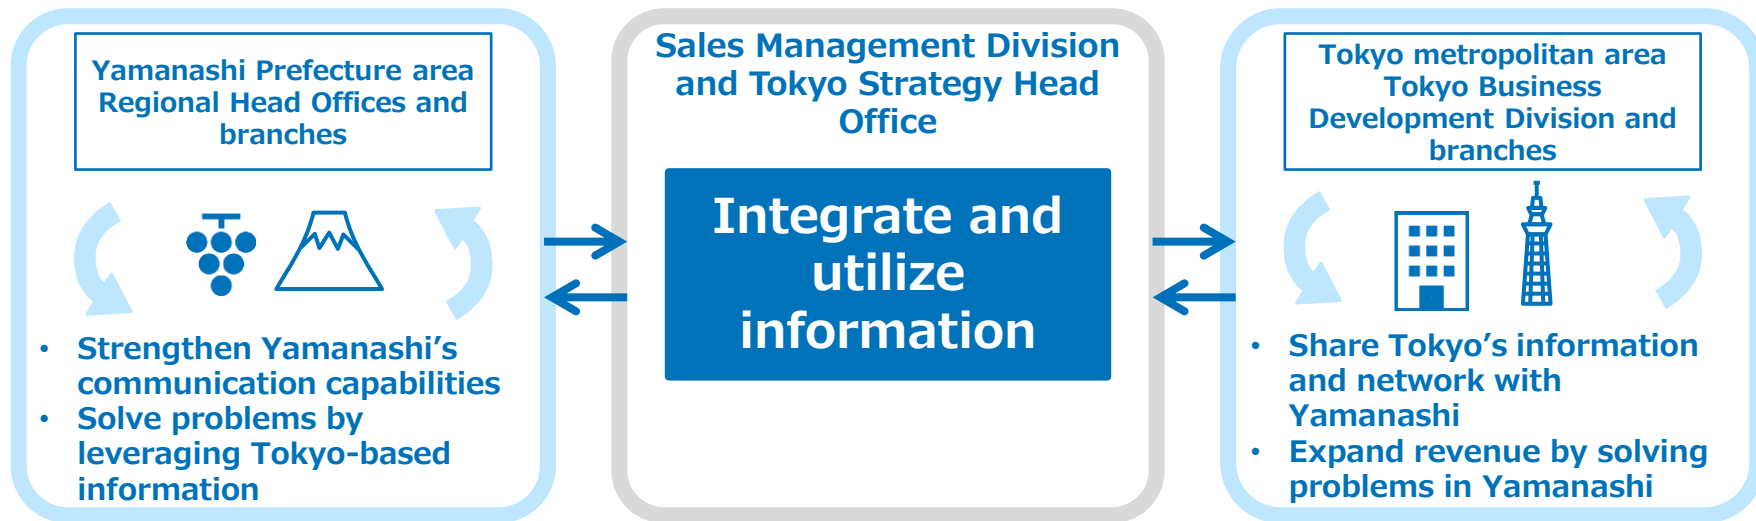 Yamanashi Prefecture area
Regional Head Offices and
branches
• Strengthen Yamanashi’s
communication capabilities
• Solve problems by
leveraging Tokyo-based
information
Sales Management Division
and Tokyo Strategy Head
Office
Integrate and
utilize
information
Tokyo metropolitan area
Tokyo Business
Development Division and
branches
• Share Tokyo’s information
and network with
Yamanashi
• Expand revenue by solving
problems in Yamanashi